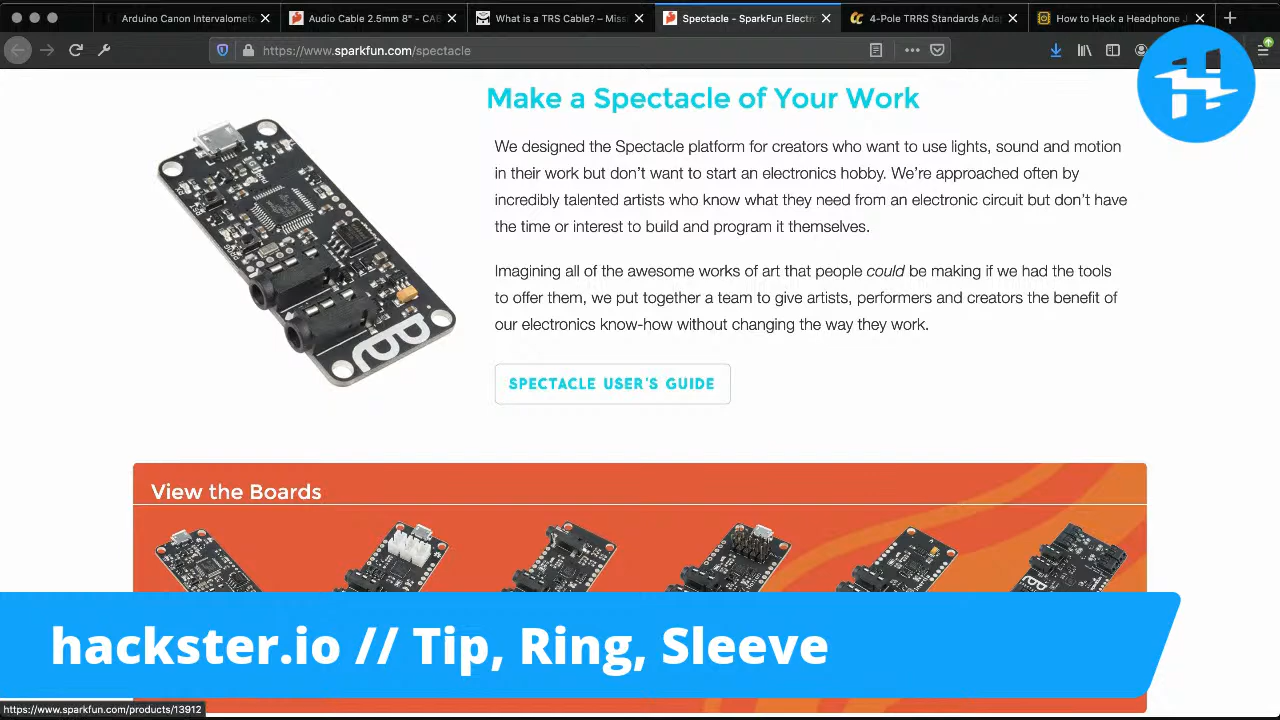 Arduino Canon Intervalometa
Audio Cable 2.5mm 8" - CAB
What is a TRS Cable? – Missi
Spectacle - SparkFun Electro
4-Pole TRRS Standards Ada
How to Hack a Headphone J
https://www.sparkfun.com/spectacle
Make a Spectacle of Your Work
We designed the Spectacle platform for creators who want to use lights, sound and motion
in their work but don't want to start an electronics hobby. We're approached often by
incredibly talented artists who know what they need from an electronic circuit but don't have
the time or interest to build and program it themselves.
Imagining all of the awesome works of art that people could be making if we had the tools
to offer them, we put together a team to give artists, performers and creators the benefit of
our electronics know-how without changing the way they work.
SPECTACLE USER'S GUIDE
View the Boards
hackster.io // Tip, Ring, Sleeve
https://www.sparkfun.com/products/13912